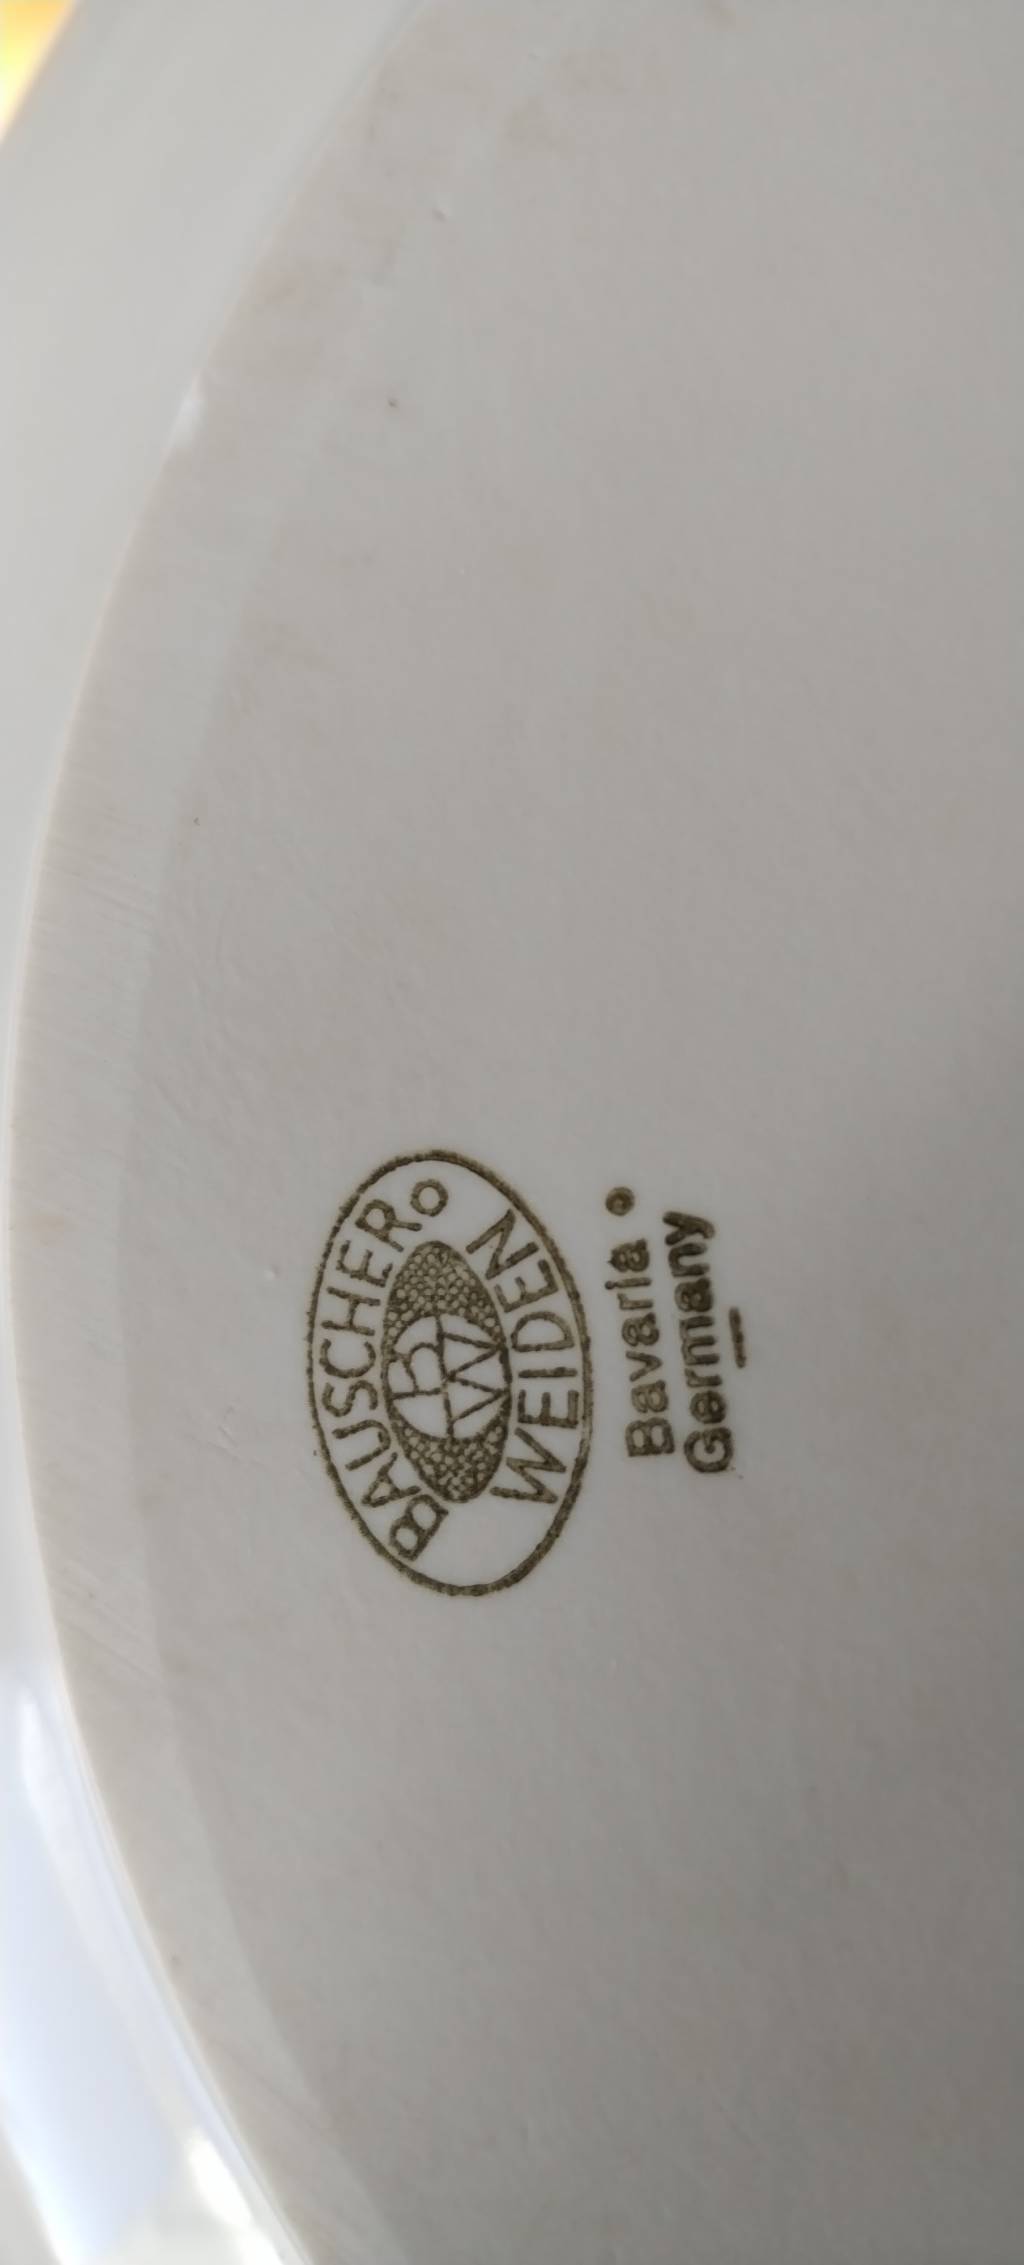 BAUSCHER
BW
WEIDEN
Bavaria
Germany